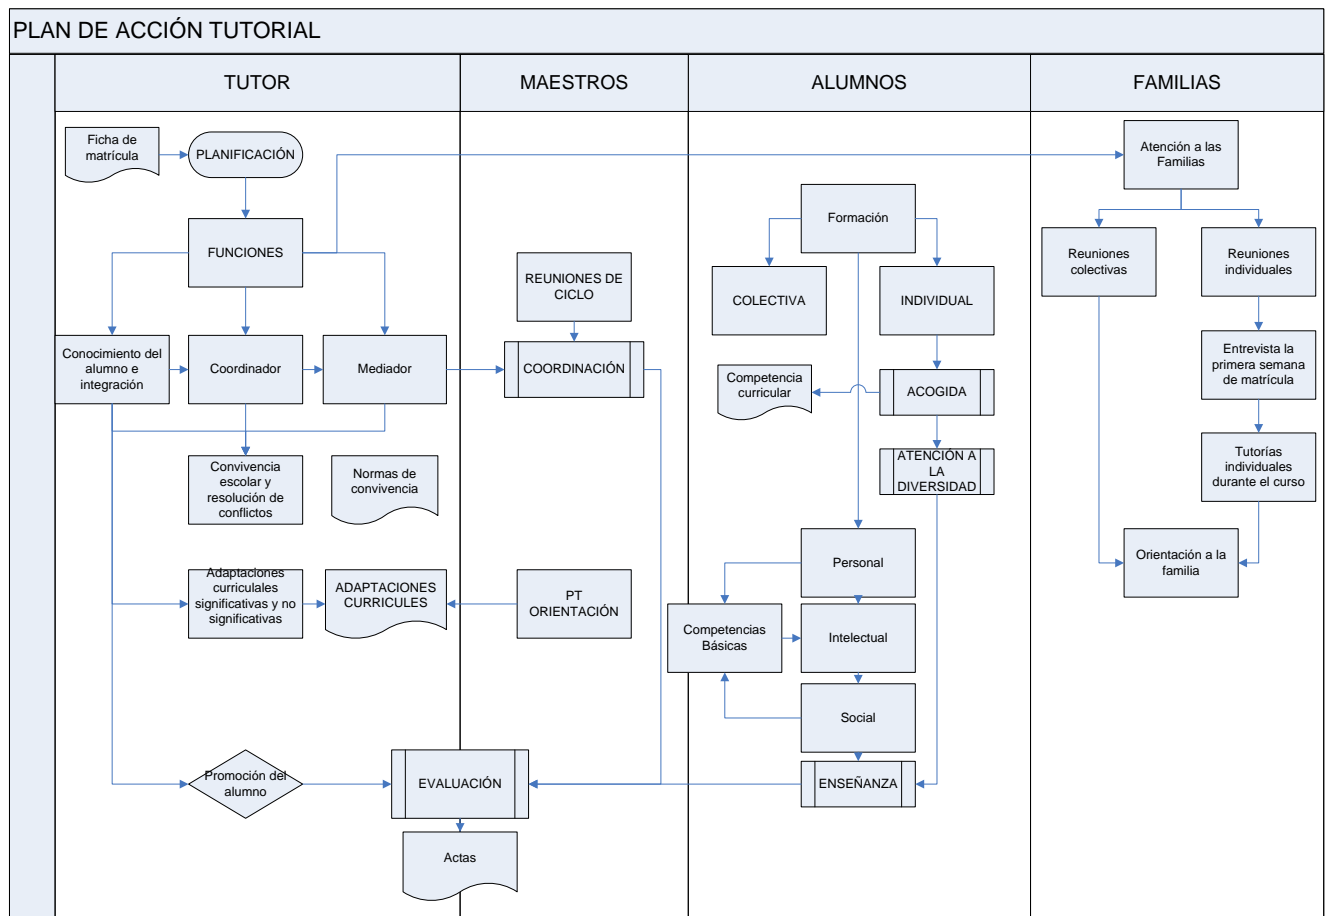 PLAN DE ACCIÓN TUTORIAL
TUTOR
MAESTROS
ALUMNOS
FAMILIAS
Ficha de
matrícula
PLANIFICACIÓN
FUNCIONES
Conocimiento del
alumno e
integración
Coordinador
Mediador
Convivencia
escolar y
resolución de
conflictos
Normas de
convivencia
Adaptaciones
curriculales
significativas y no
significativas
ADAPTACIONES
CURRICULES
Promoción del
alumno
EVALUACIÓN
Actas
REUNIONES DE
CICLO
COORDINACIÓN
PT
ORIENTACIÓN
Formación
COLECTIVA
INDIVIDUAL
Competencia
curricular
ACOGIDA
ATENCIÓN A
LA
DIVERSIDAD
Personal
Competencias
Básicas
Intelectual
Social
ENSEÑANZA
Atención a las
Familias
Reuniones
colectivas
Reuniones
individuales
Entrevista la
primera semana
de matrícula
Tutorías
individuales
durante el curso
Orientación a la
familia